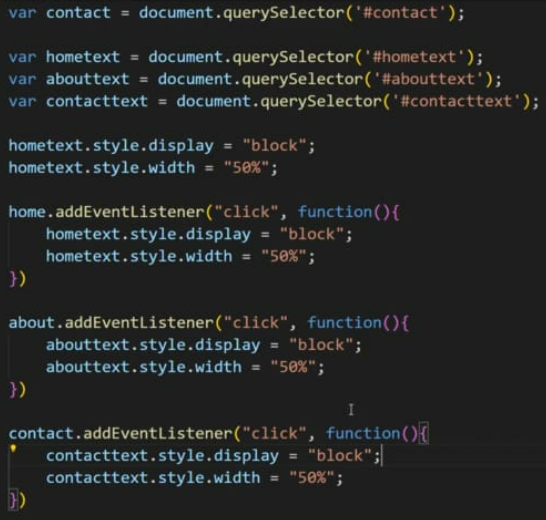 var contact = document.querySelector('#contact');
var hometext = document.querySelector('#hometext');
var abouttext = document.querySelector('#abouttext');
var contacttext = document.querySelector('#contacttext');
hometext.style.display = "block";
hometext.style.width = "50%";
home.addEventListener("click", function(){
    hometext.style.display = "block";
    hometext.style.width = "50%";
})
about.addEventListener("click", function(){
    abouttext.style.display = "block";
    abouttext.style.width = "50%";
})
contact.addEventListener("click", function(){
    contacttext.style.display = "block";
    contacttext.style.width = "50%";
})